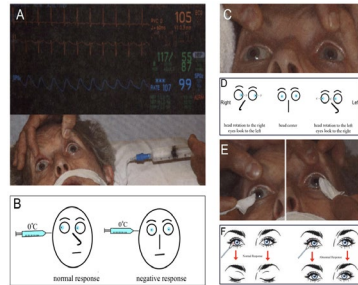 A
105
117/
99
B
0°C
0°C
normal response
negative response
C
D
Right
Left
head rotation to the right
eyes look to the left
head center
head rotation to the left
eyes look to the right
E
F
Normal Response
Abnormal Response